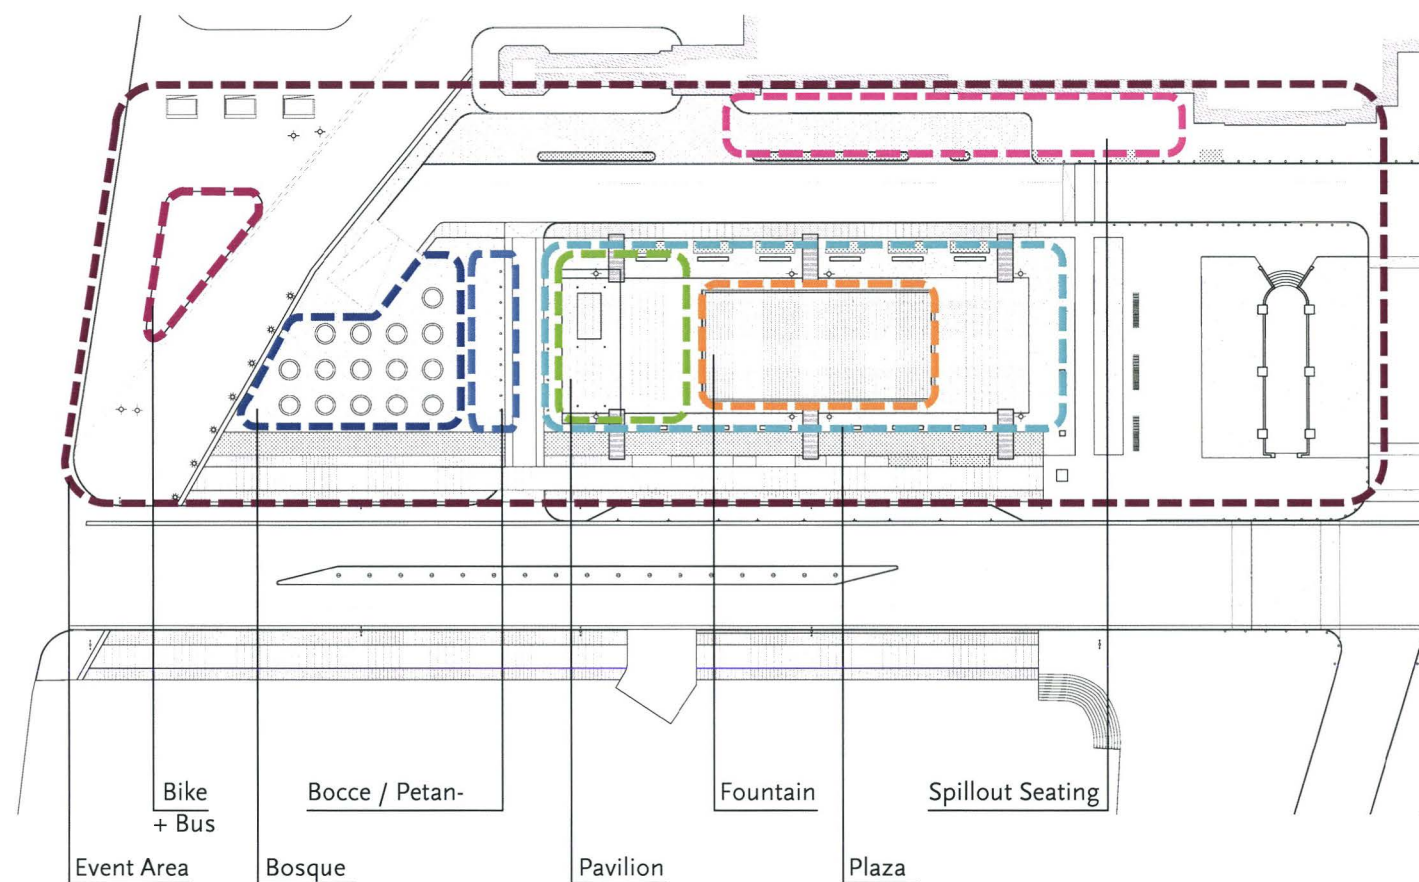 Bike
+ Bus
Bocce / Petan-
Fountain
Spillout Seating
Event Area
Bosque
Pavilion
Plaza